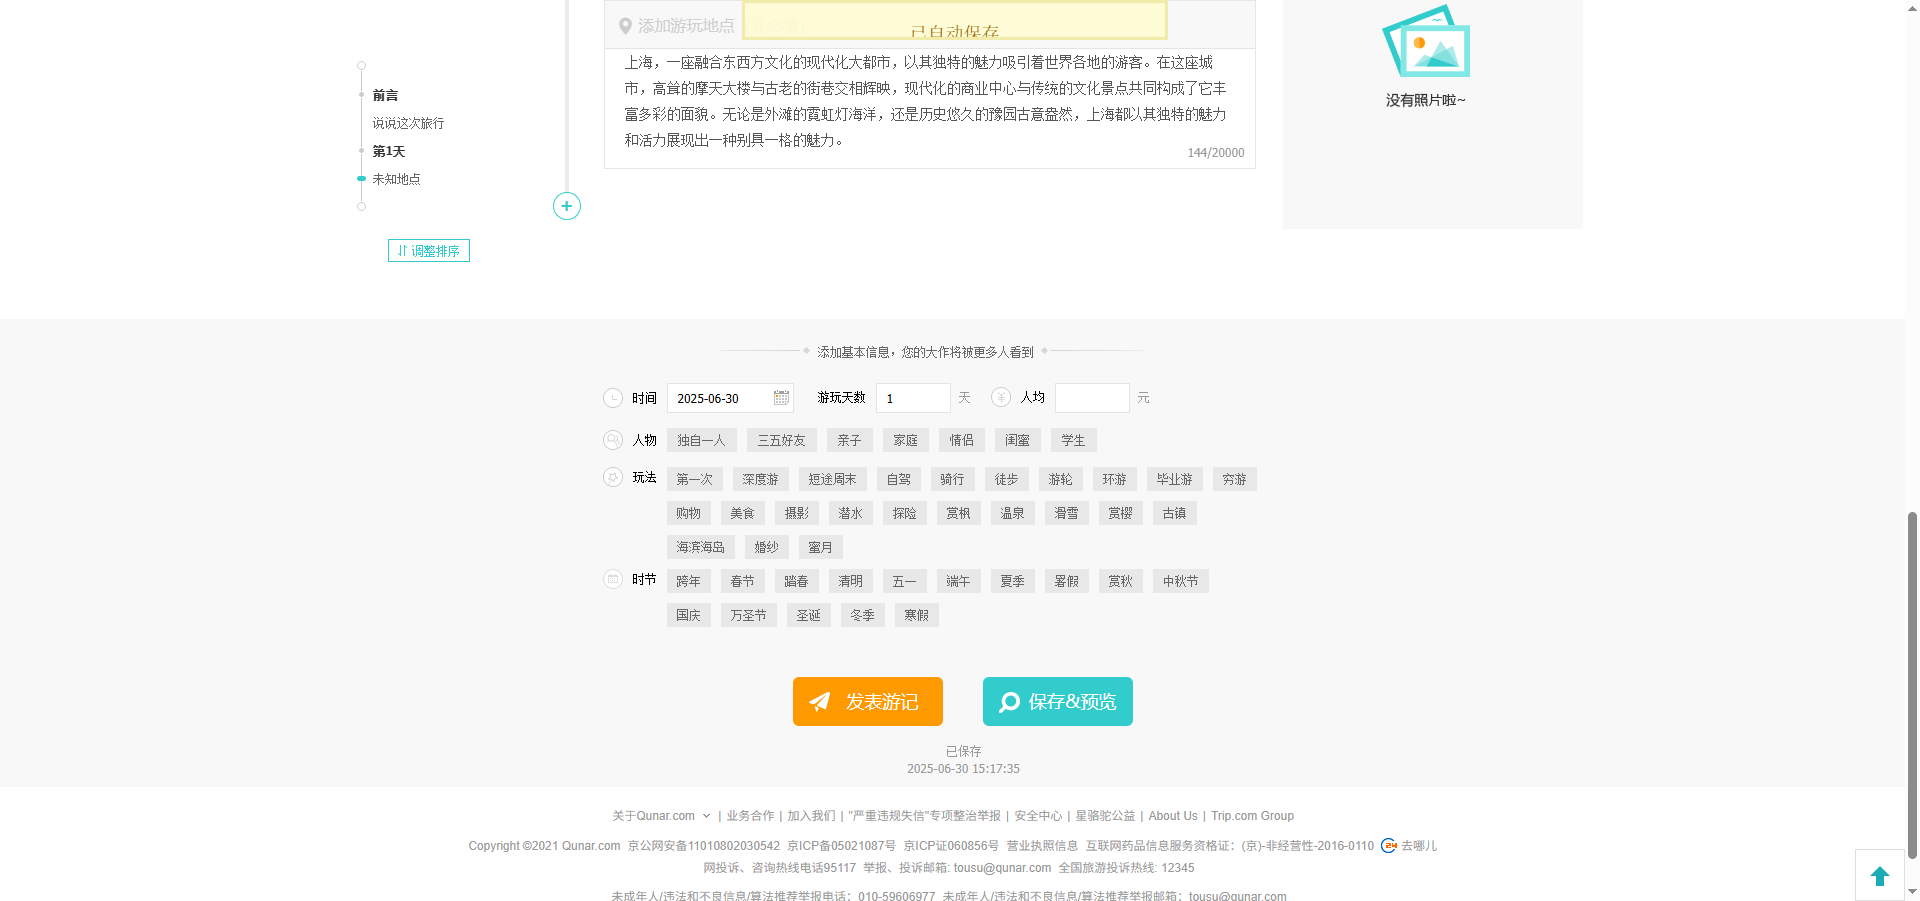 添加游玩地点
已自动保存
上海，一座融合东西方文化的现代化大都市，以其独特的魅力吸引着世界各地的游客。在这座城
市，高耸的摩天大楼与古老的街巷交相辉映，现代化的商业中心与传统的文化景点共同构成了它丰
富多彩的面貌。无论是外滩的霓虹灯海洋，还是历史悠久的豫园古意盎然，上海都以其独特的魅力
和活力展现出一种别具一格的魅力。
144/20000
没有照片啦~
前言
说说这次旅行
第1天
未知地点
调整排序
添加基本信息，您的大作将被更多人看到
时间 2025-06-30 游玩天数 1 天 人均 元
人物 独自一人 三五好友 亲子 家庭 情侣 闺蜜 学生
玩法 第一次 深度游 短途周末 自驾 骑行 徒步 游轮 环游 毕业游 穷游
购物 美食 摄影 潜水 探险 赏枫 温泉 滑雪 赏樱 古镇
海滨海岛 婚纱 蜜月
时节 跨年 春节 踏春 清明 五一 端午 夏季 暑假 赏秋 中秋节
国庆 万圣节 圣诞 冬季 寒假
发表游记 保存&预览
已保存
2025-06-30 15:17:35
关于Qunar.com | 业务合作 | 加入我们 | "严重违规失信"专项整治举报 | 安全中心 | 星骆驼公益 | About Us | Trip.com Group
Copyright ©2021 Qunar.com 京公网安备11010802030542 京ICP备05021087号 京ICP证060856号 营业执照信息 互联网药品信息服务资格证：(京)-非经营性-2016-0110 去哪儿
网投诉、咨询热线电话95117 举报、投诉邮箱: tousu@qunar.com 全国旅游投诉热线: 12345
未成年人/违法和不良信息/算法推荐举报电话：010-59606977 未成年人/违法和不良信息/算法推荐举报邮箱：tousu@qunar.com